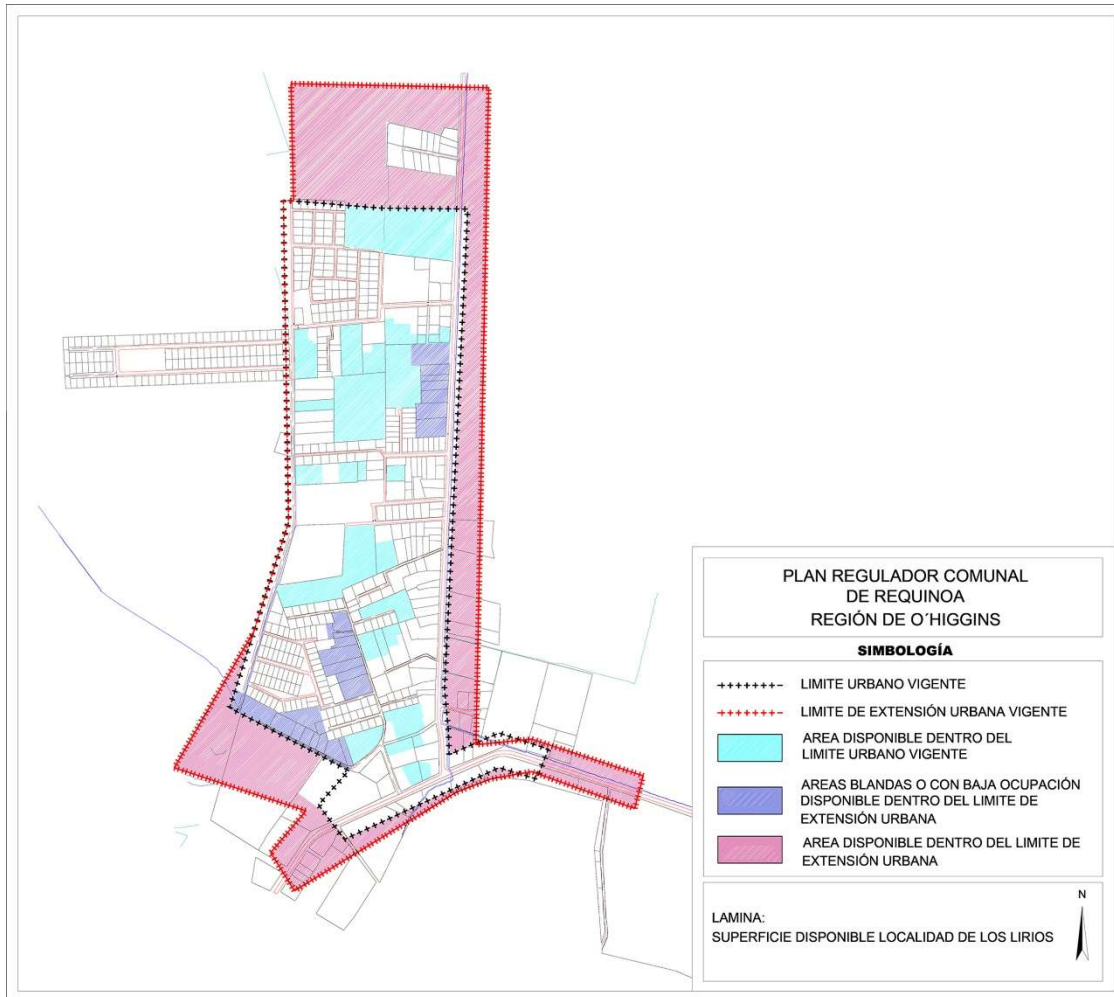 PLAN REGULADOR COMUNAL
DE REQUINOA
REGIÓN DE O´HIGGINS
SIMBOLOGÍA
LIMITE URBANO VIGENTE
LIMITE DE EXTENSIÓN URBANA VIGENTE
AREA DISPONIBLE DENTRO DEL
LIMITE URBANO VIGENTE
AREAS BLANDAS O CON BAJA OCUPACIÓN
DISPONIBLE DENTRO DEL LIMITE DE
EXTENSIÓN URBANA
AREA DISPONIBLE DENTRO DEL LIMITE DE
EXTENSIÓN URBANA
N
LAMINA:
SUPERFICIE DISPONIBLE LOCALIDAD DE LOS LIRIOS